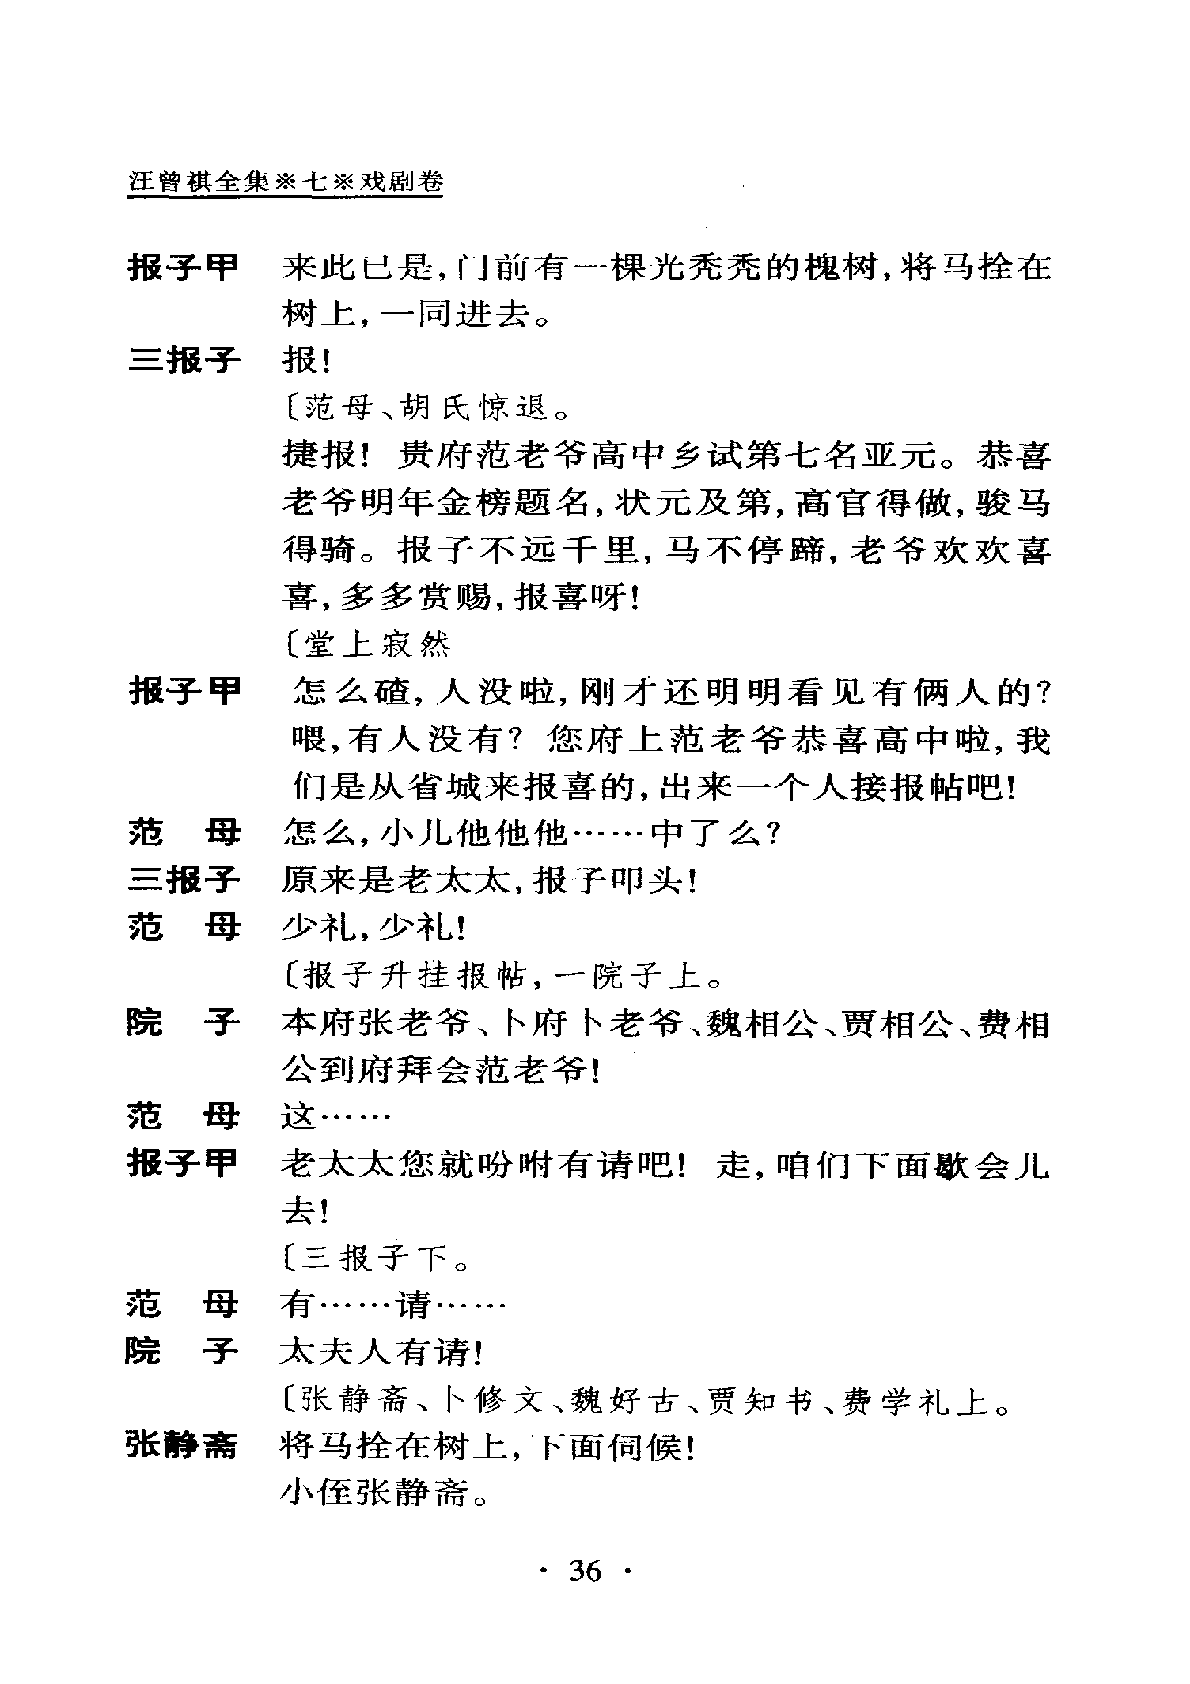 汪曾祺全集※七※戏剧卷
报子甲 来此已是,门前有一棵光秃秃的槐树,将马拴在
树上,一同进去。
三报子 报!
〔范母、胡氏惊退。
捷报! 贵府范老爷高中乡试第七名亚元。恭喜
老爷明年金榜题名,状元及第,高官得做,骏马
得骑。报子不远千里,马不停蹄,老爷欢欢喜
喜,多多赏赐,报喜呀!
〔堂上寂然
报子甲 怎么碴,人没啦,刚才还明明看见有俩人的?
喂,有人没有? 您府上范老爷恭喜高中啦,我
们是从省城来报喜的,出来一个人接报帖吧!
范 母 怎么,小儿他他他……中了么?
三报子 原来是老太太,报子叩头!
范 母 少礼,少礼!
〔报子升挂报帖,一院子上。
院 子 本府张老爷、卜府卜老爷、魏相公、贾相公、费相
公到府拜会范老爷!
范 母 这……
报子甲 老太太您就吩咐有请吧! 走,咱们下面歇会儿
去!
〔三报子下。
范 母 有……请……
院 子 太夫人有请!
〔张静斋、卜修文、魏好古、贾知书、费学礼上。
张静斋 将马拴在树上,下面伺候!
小侄张静斋。
· 36 ·